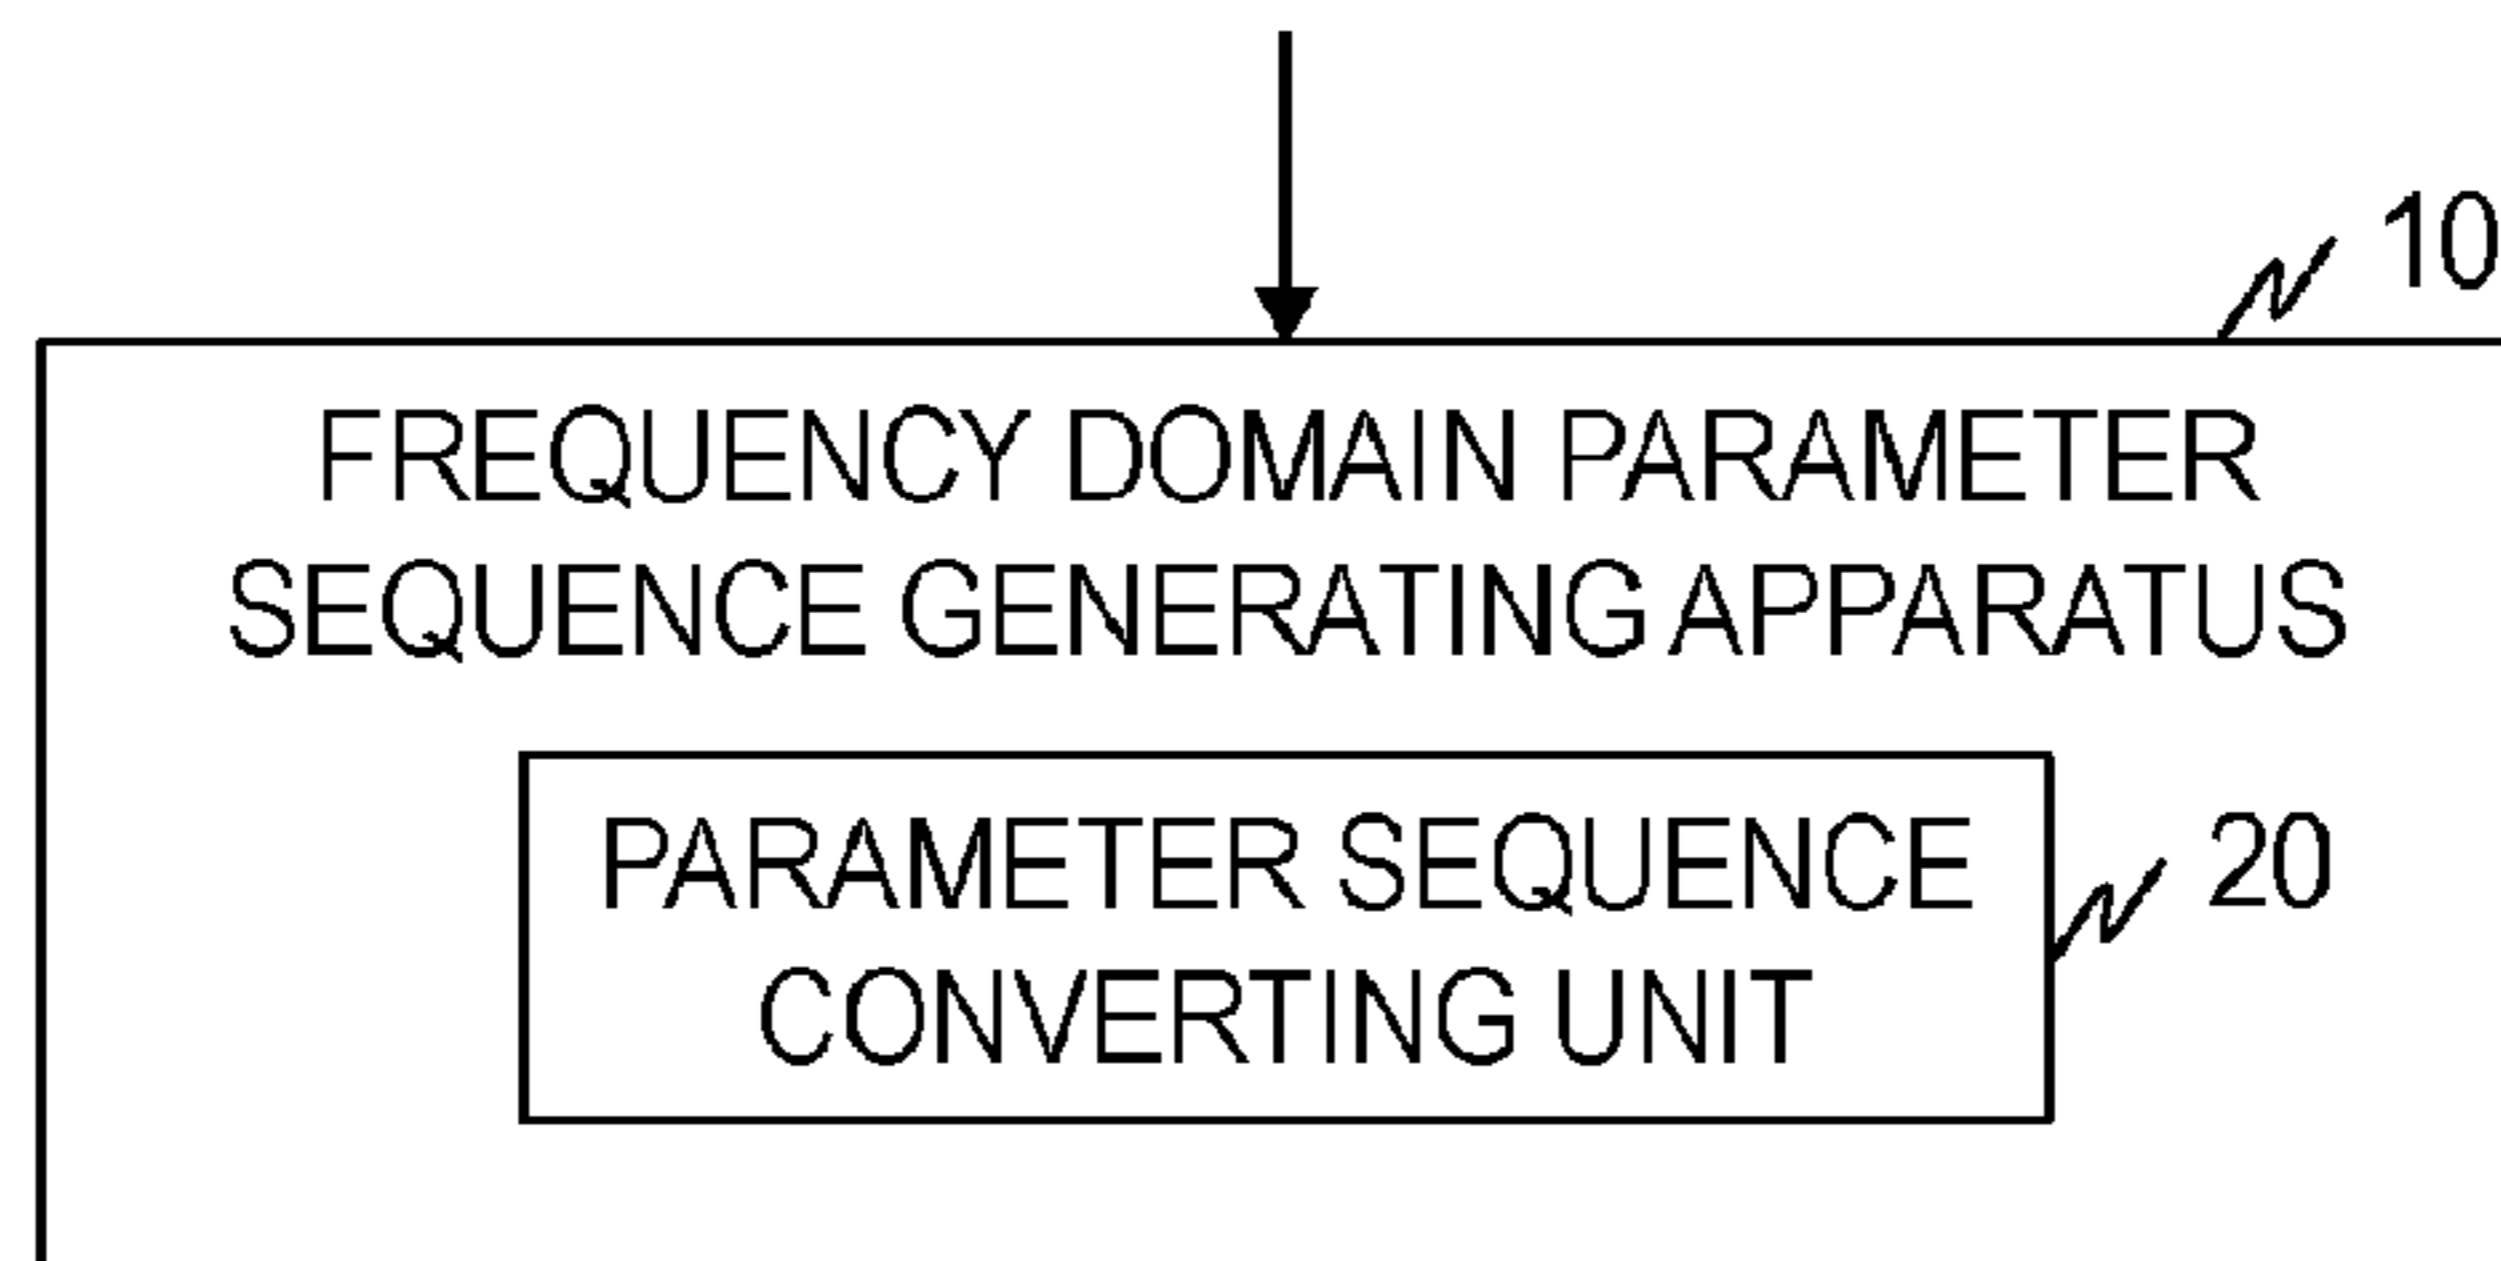 10
FREQUENCY DOMAIN PARAMETER
SEQUENCE GENERATING APPARATUS
PARAMETER SEQUENCE
CONVERTING UNIT
20